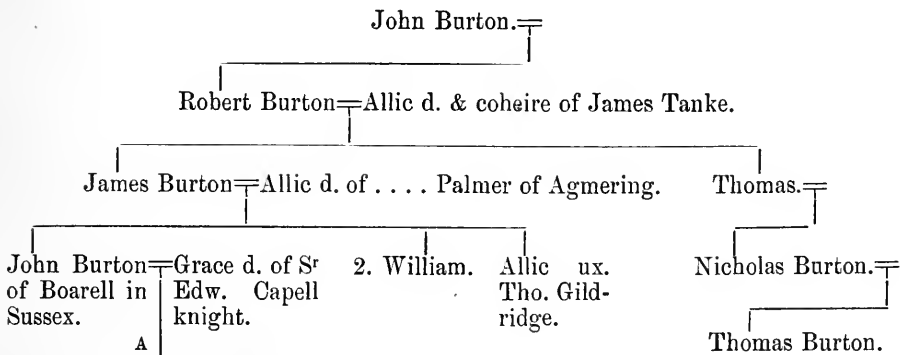 John Burton.
Robert Burton Allic d. & coheire of James Tanke.
James Burton Allic d. of .... Palmer of Agmering. Thomas.
John Burton of Boarell in Sussex.
Grace d. of Sr Edw. Capell knight.
2. William.
Allic ux. Tho. Gild-
ridge.
Nicholas Burton.
A
Thomas Burton.